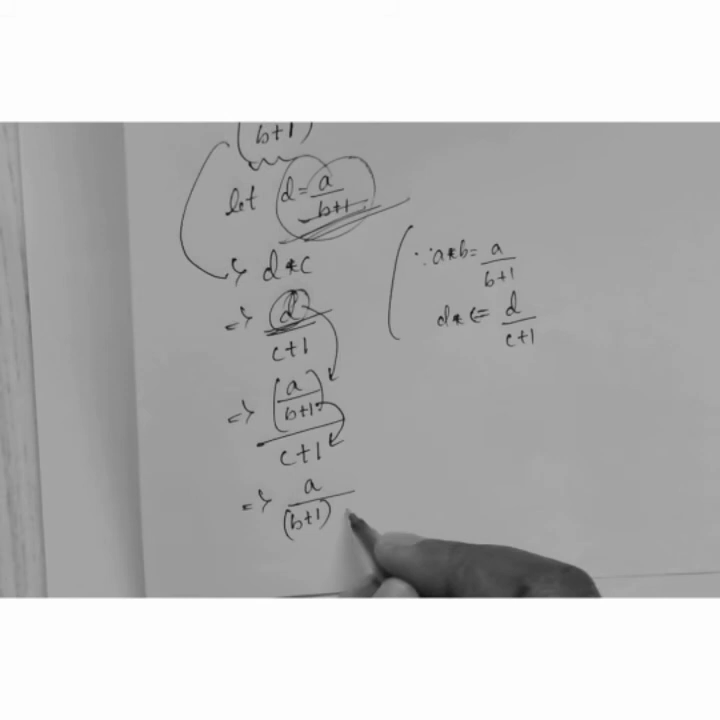 (b+1)
let d = a/b+1
=> d*c
=> d/c+1
=> (a/b+1)/c+1
=> a/(b+1)
∵ a*b = a/b+1
d*c = d/c+1